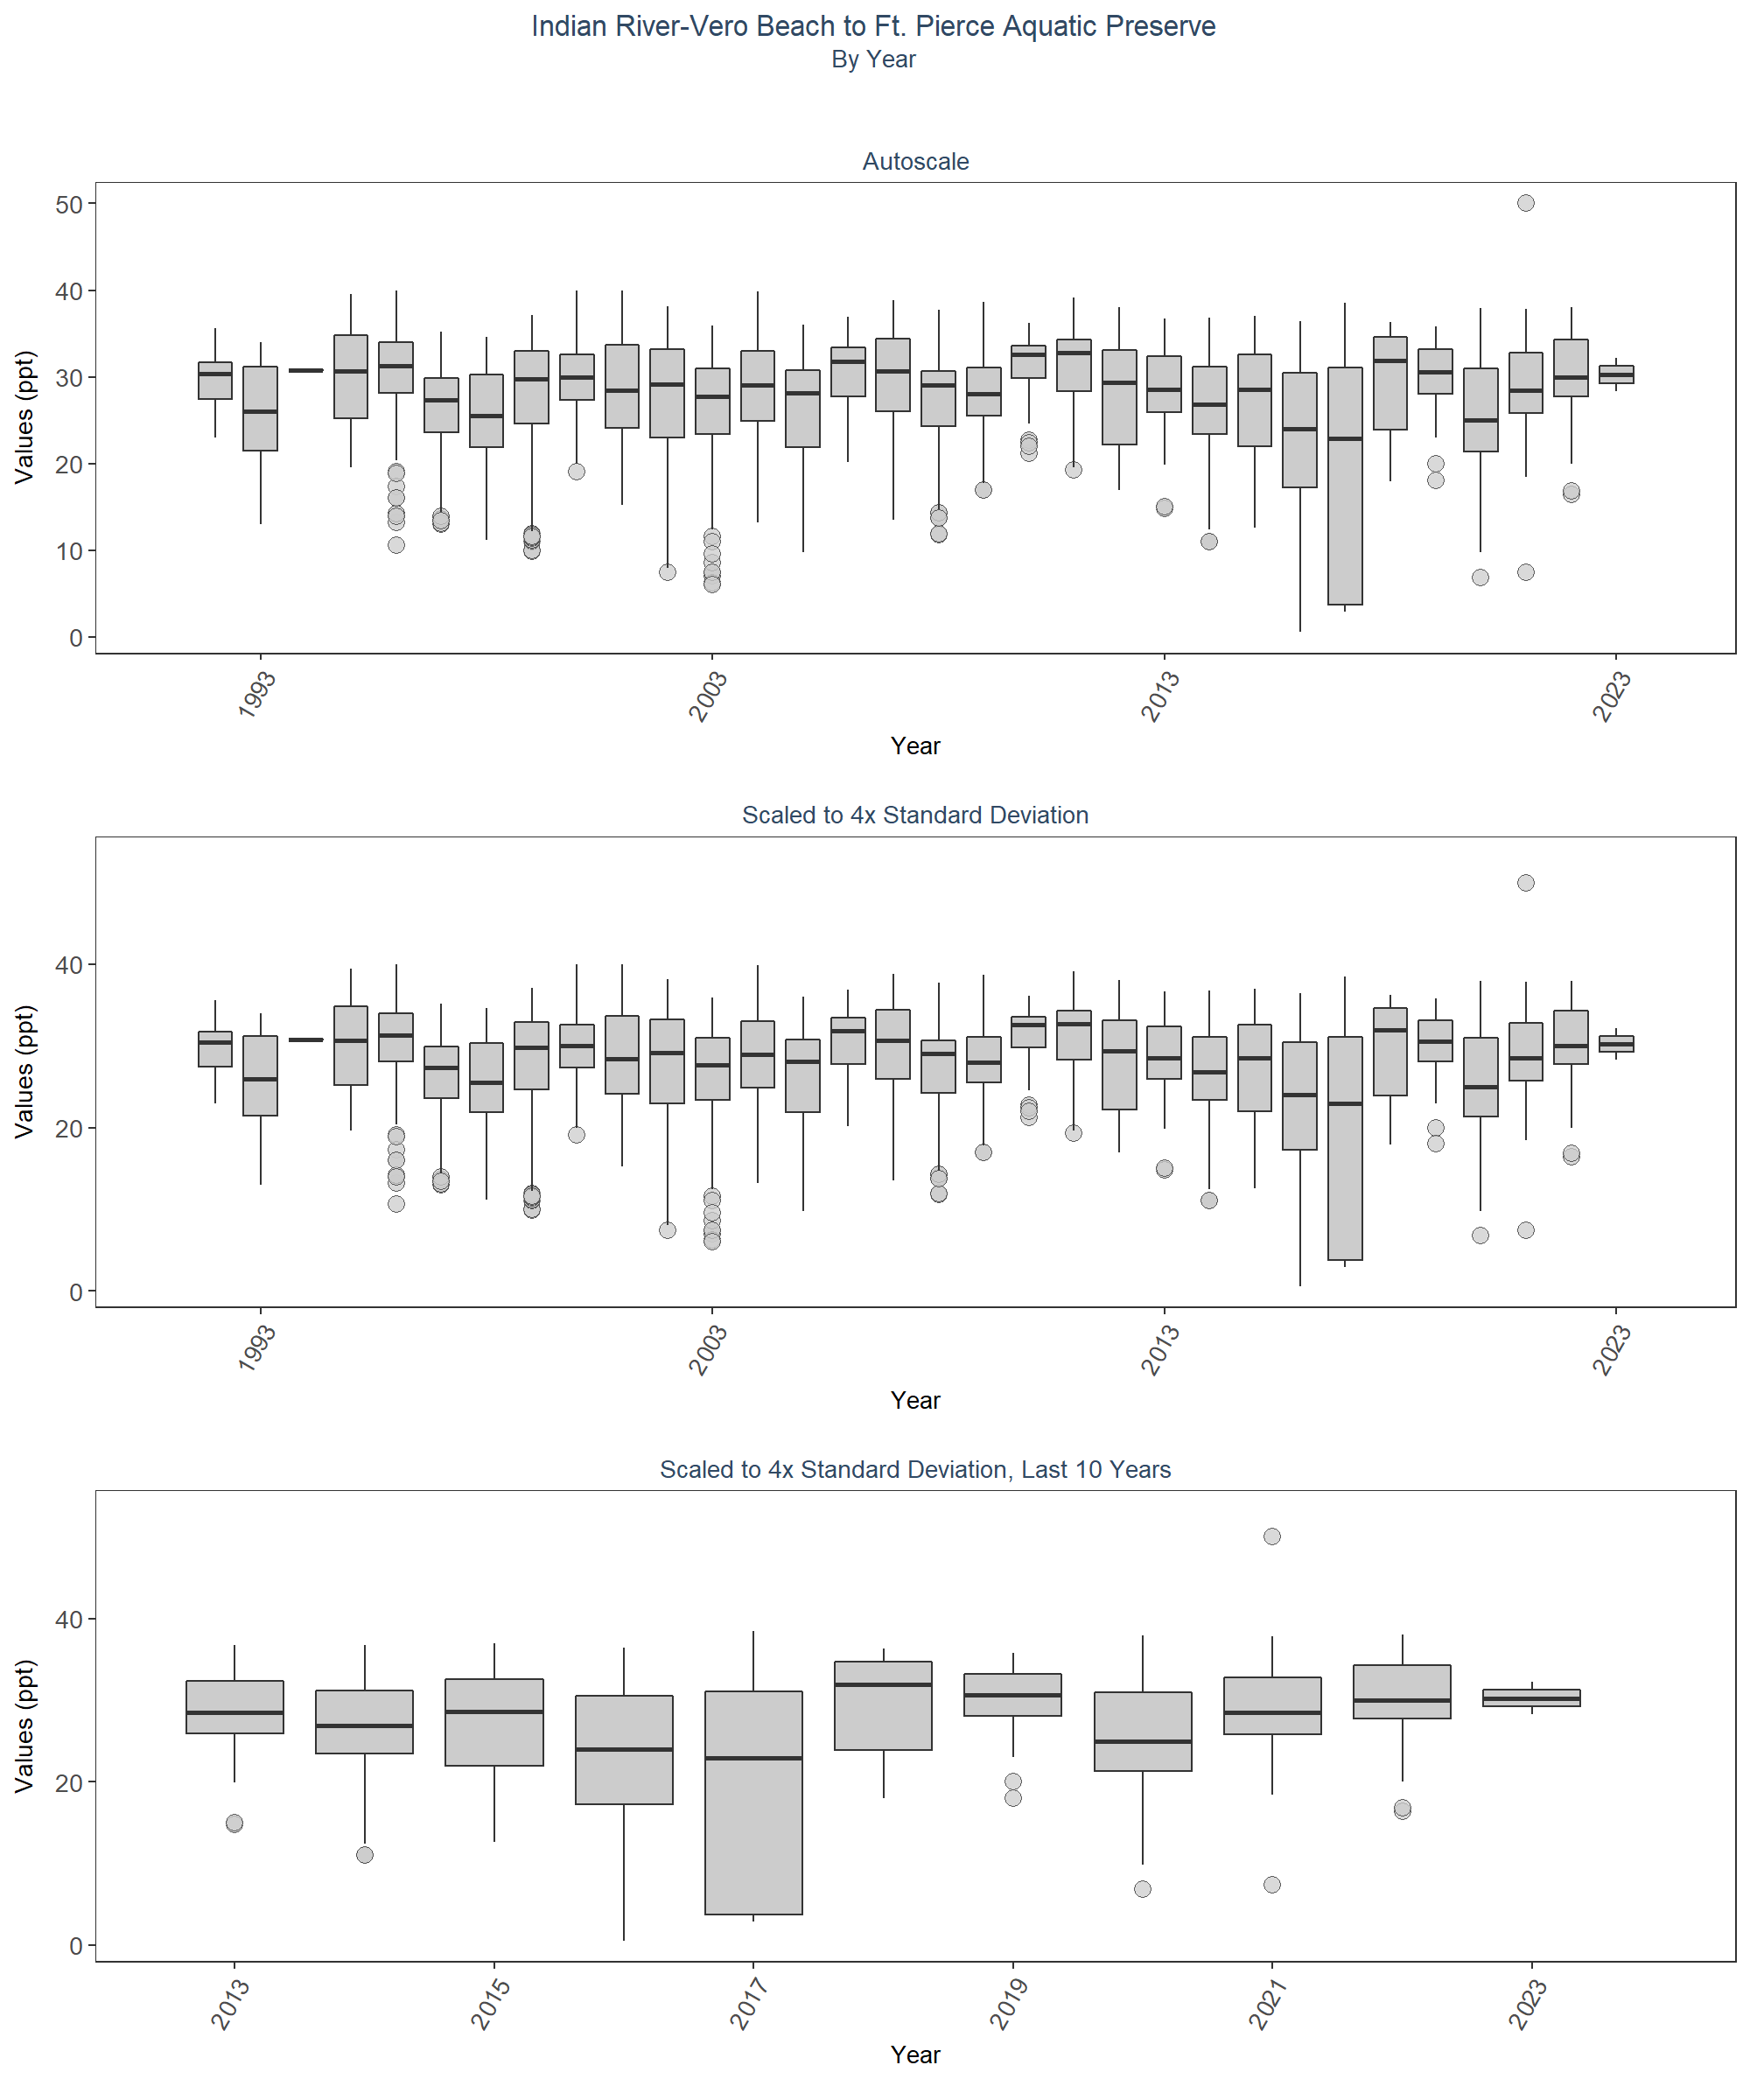 Indian River-Vero Beach to Ft. Pierce Aquatic Preserve
By Year
Autoscale
Values (ppt)
50
40
30
20
10
0
1993
2003
2013
2023
Year
Scaled to 4x Standard Deviation
Values (ppt)
40
20
0
1993
2003
2013
2023
Year
Scaled to 4x Standard Deviation, Last 10 Years
Values (ppt)
40
20
0
2013
2015
2017
2019
2021
2023
Year